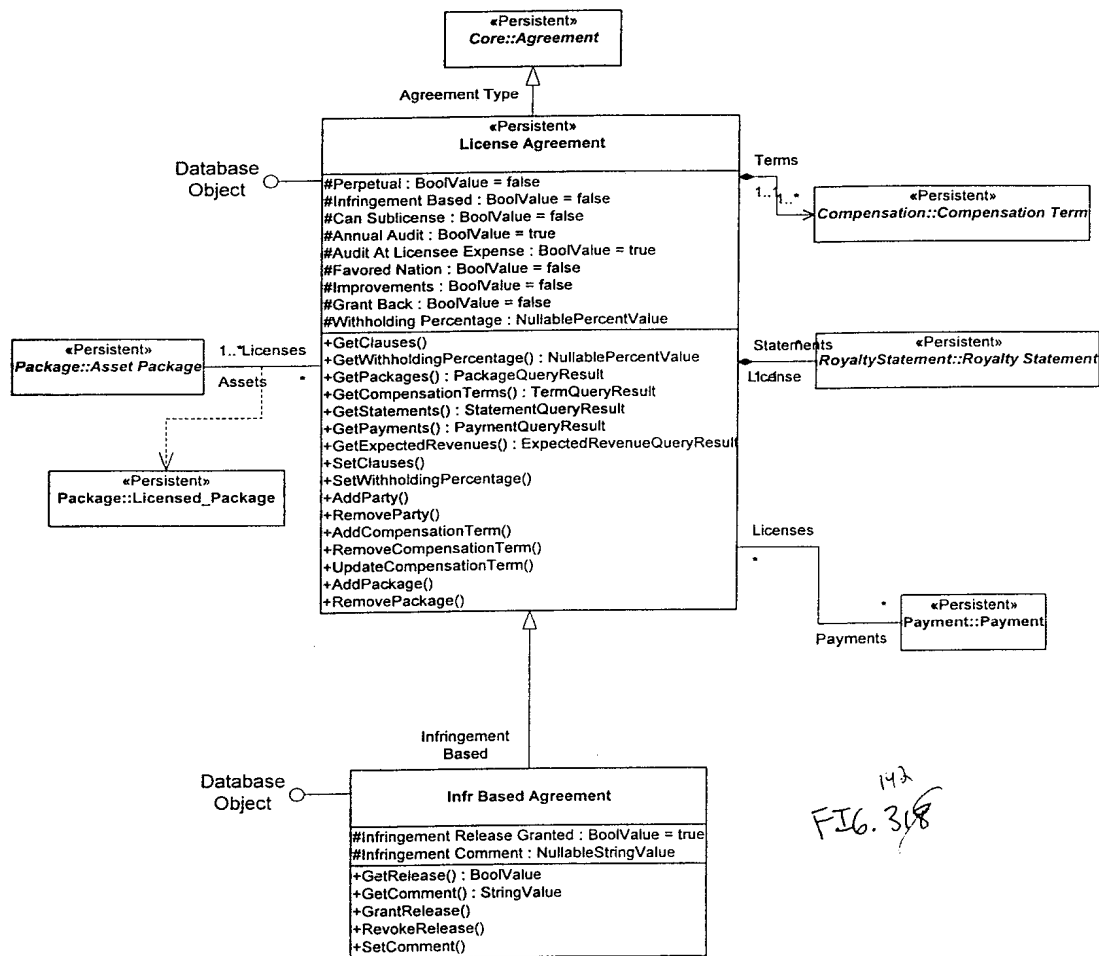 «Persistent»
Core::Agreement
Agreement Type
«Persistent»
License Agreement
Database
Object
#Perpetual : BoolValue = false
#Infringement Based : BoolValue = false
#Can Sublicense : BoolValue = false
#Annual Audit : BoolValue = true
#Audit At Licensee Expense : BoolValue = true
#Favored Nation : BoolValue = false
#Improvements : BoolValue = false
#Grant Back : BoolValue = false
#Withholding Percentage : NullablePercentValue
+GetClauses()
+GetWithholdingPercentage() : NullablePercentValue
+GetPackages() : PackageQueryResult
+GetCompensationTerms() : TermQueryResult
+GetStatements() : StatementQueryResult
+GetPayments() : PaymentQueryResult
+GetExpectedRevenues() : ExpectedRevenueQueryResult
+SetClauses()
+SetWithholdingPercentage()
+AddParty()
+RemoveParty()
+AddCompensationTerm()
+RemoveCompensationTerm()
+UpdateCompensationTerm()
+AddPackage()
+RemovePackage()
Terms
1..1
1..*
«Persistent»
Compensation::Compensation Term
«Persistent»
Package::Asset Package
1..*
Licenses
Assets
*
«Persistent»
Package::Licensed_Package
Statements
License
«Persistent»
RoyaltyStatement::Royalty Statement
Licenses
*
*
Payments
«Persistent»
Payment::Payment
Infringement
Based
Database
Object
Infr Based Agreement
#Infringement Release Granted : BoolValue = true
#Infringement Comment : NullableStringValue
+GetRelease() : BoolValue
+GetComment() : StringValue
+GrantRelease()
+RevokeRelease()
+SetComment()
142
FIG. 318